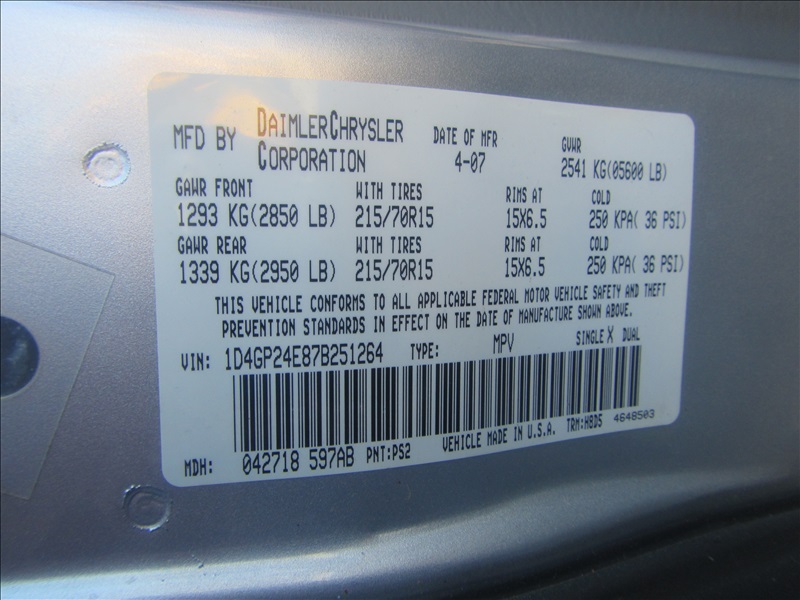 MFD BY DAIMLERCHRYSLER CORPORATION DATE OF MFR 4-07 GVWR 2541 KG(05600 LB)
GAWR FRONT WITH TIRES RIMS AT COLD
1293 KG(2850 LB) 215/70R15 15X6.5 250 KPA( 36 PSI)
GAWR REAR WITH TIRES RIMS AT COLD
1339 KG(2950 LB) 215/70R15 15X6.5 250 KPA( 36 PSI)
THIS VEHICLE CONFORMS TO ALL APPLICABLE FEDERAL MOTOR VEHICLE SAFETY AND THEFT
PREVENTION STANDARDS IN EFFECT ON THE DATE OF MANUFACTURE SHOWN ABOVE.
VIN: 1D4GP24E87B251264 TYPE: MPV SINGLE X DUAL
MDH: 042718 597AB PNT:PS2 VEHICLE MADE IN U.S.A. TRM:H8D5 4648503